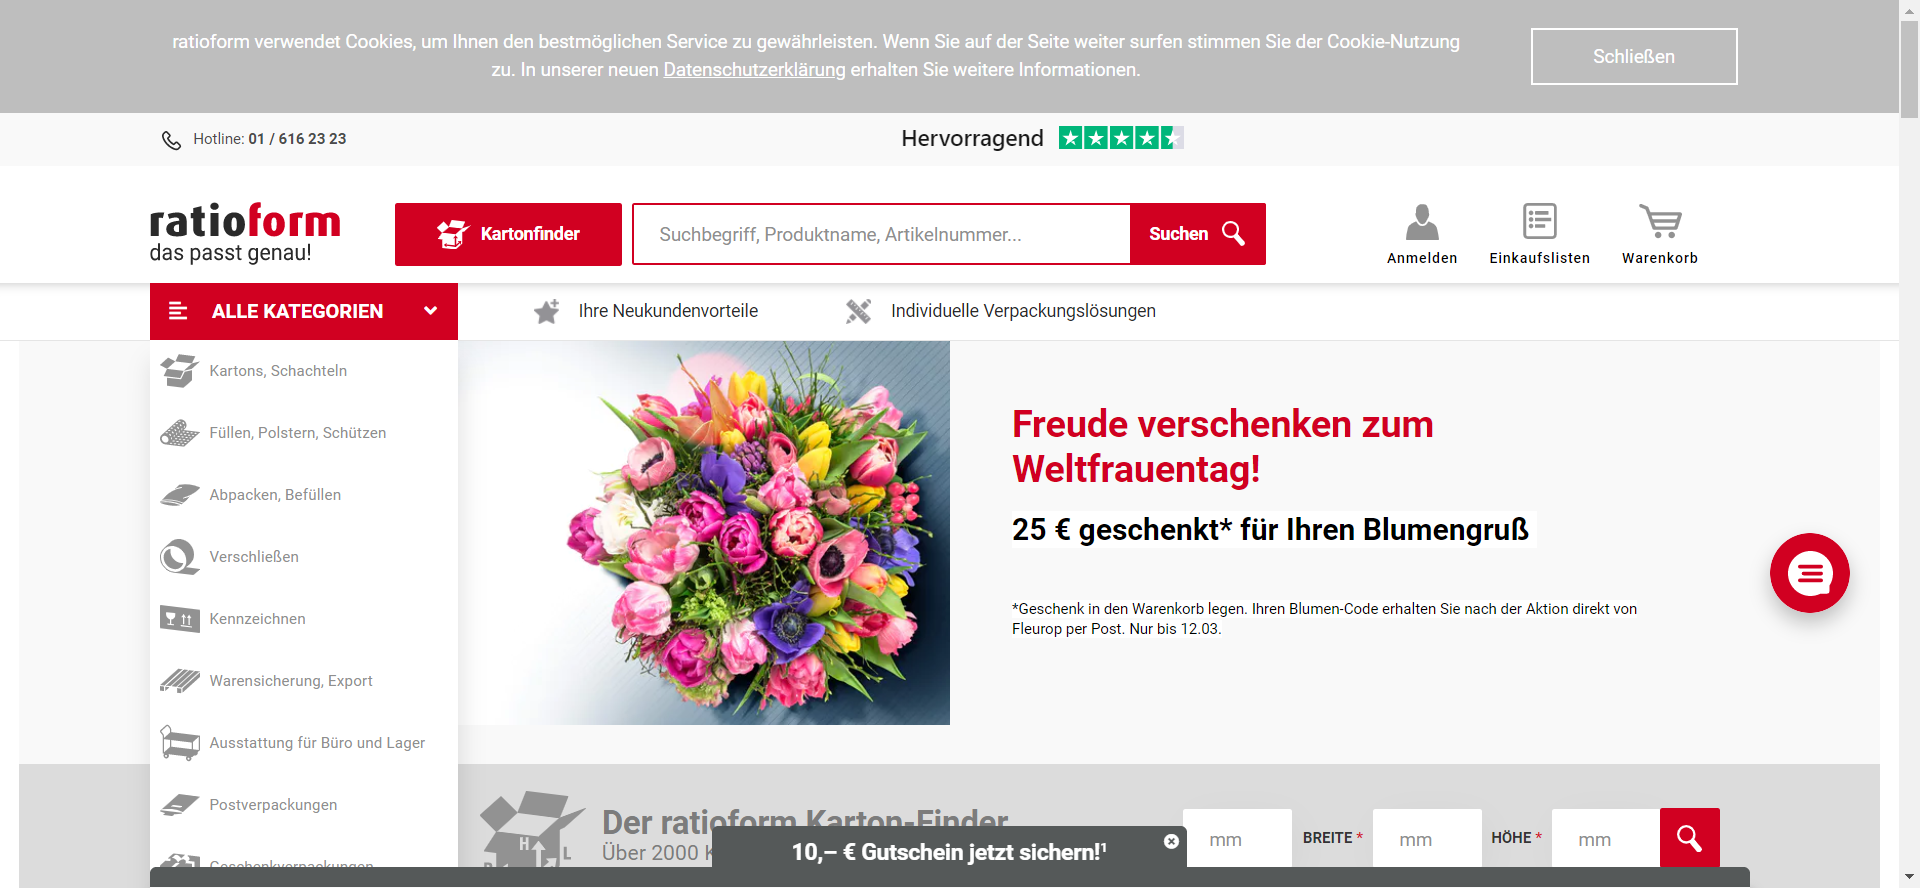 ratioform verwendet Cookies, um Ihnen den bestmöglichen Service zu gewährleisten. Wenn Sie auf der Seite weiter surfen stimmen Sie der Cookie-Nutzung
zu. In unserer neuen Datenschutzerklärung erhalten Sie weitere Informationen.
Schließen
Hotline: 01 / 616 23 23
Hervorragend
ratioform
das passt genau!
Kartonfinder
Suchbegriff, Produktname, Artikelnummer...
Suchen
Anmelden
Einkaufslisten
Warenkorb
ALLE KATEGORIEN
Ihre Neukundenvorteile
Individuelle Verpackungslösungen
Kartons, Schachteln
Füllen, Polstern, Schützen
Abpacken, Befüllen
Verschließen
Kennzeichnen
Warensicherung, Export
Ausstattung für Büro und Lager
Postverpackungen
Geschenkverpackungen
Freude verschenken zum
Weltfrauentag!
25 € geschenkt* für Ihren Blumengruß
*Geschenk in den Warenkorb legen. Ihren Blumen-Code erhalten Sie nach der Aktion direkt von
Fleurop per Post. Nur bis 12.03.
H
B
L
Der ratioform Karton-Finder
Über 2000 K
mm
BREITE *
mm
HÖHE *
mm
10,– € Gutschein jetzt sichern!¹